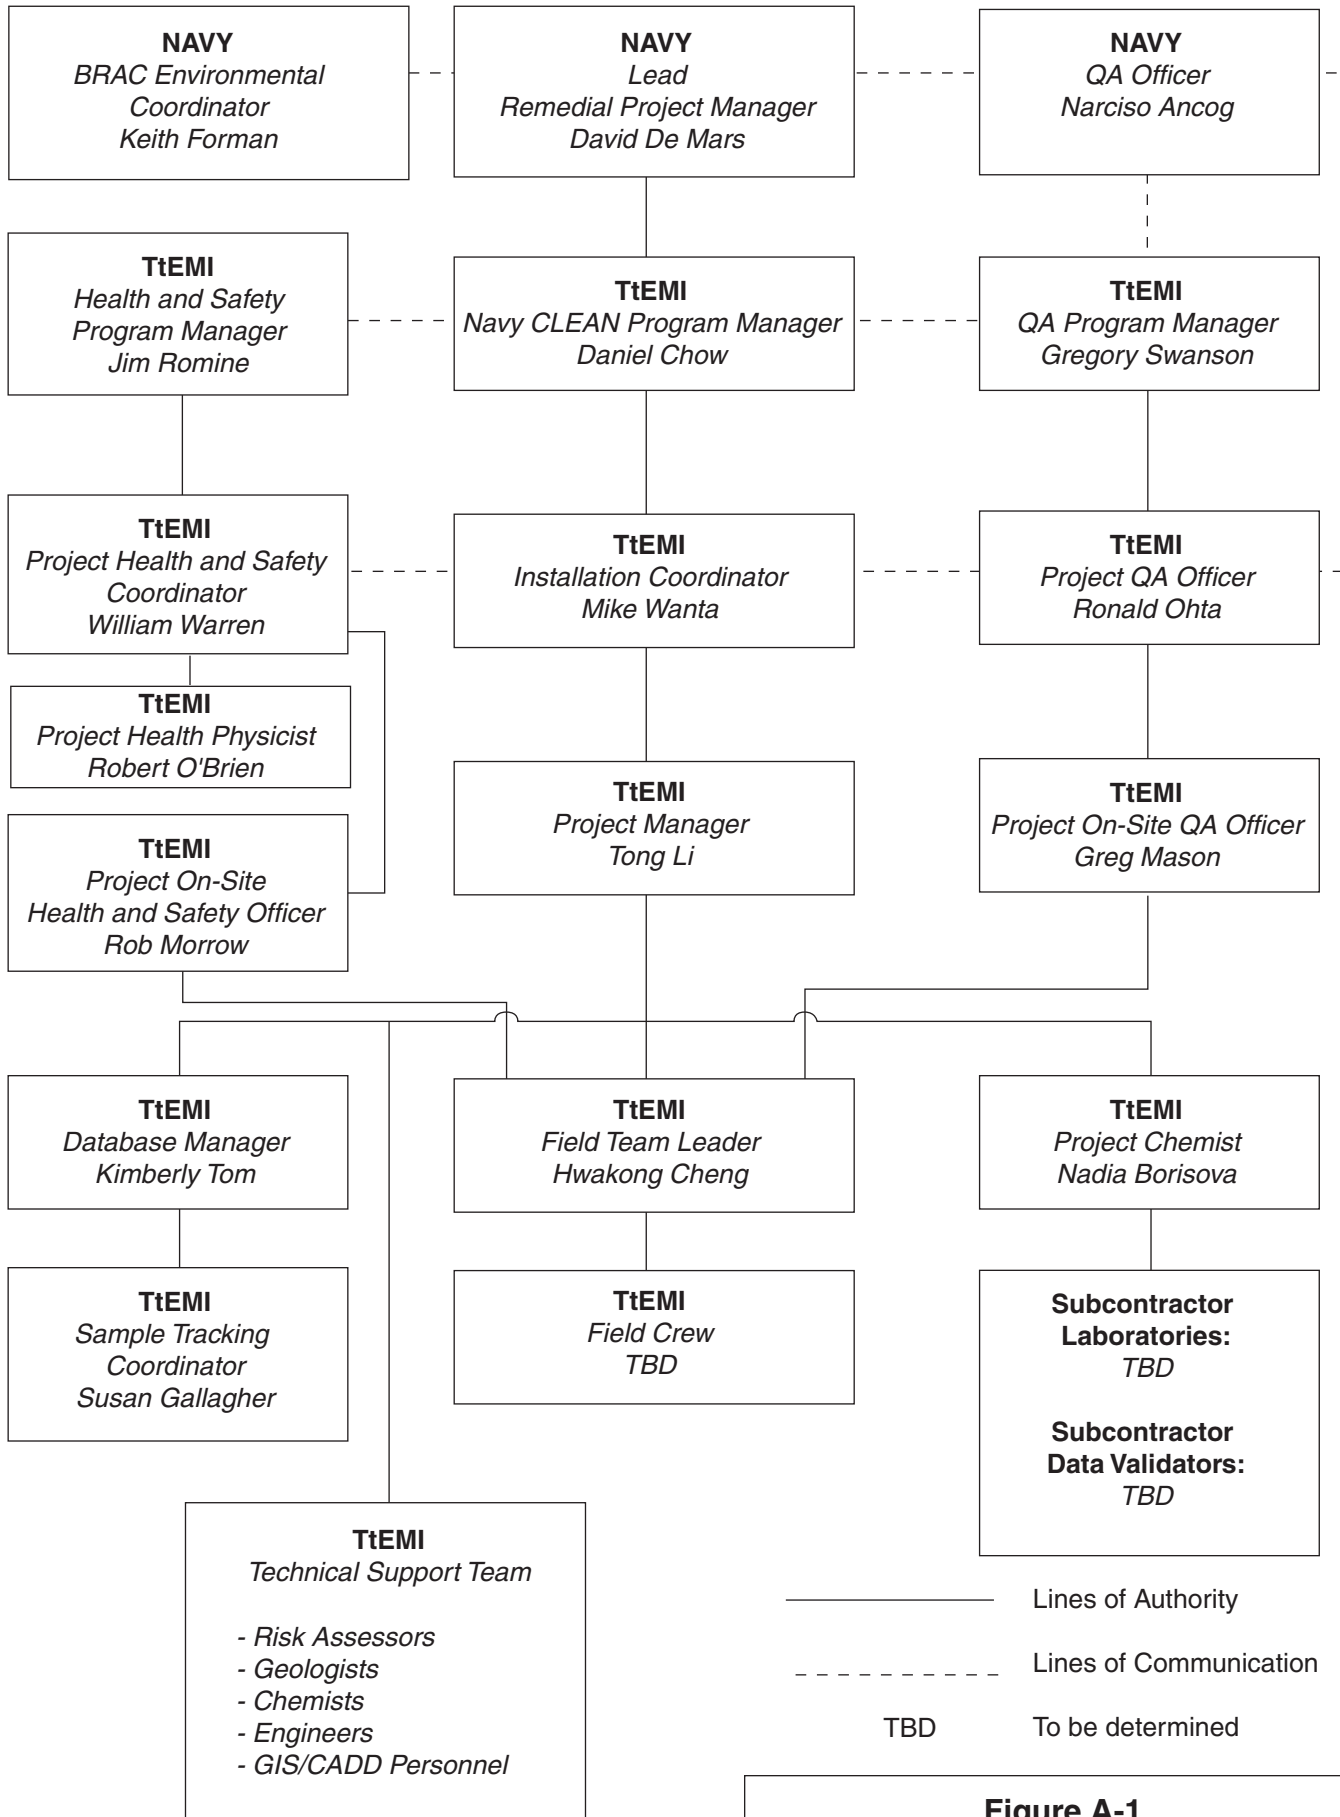 NAVY
BRAC Environmental
Coordinator
Keith Forman
NAVY
Lead
Remedial Project Manager
David De Mars
NAVY
QA Officer
Narciso Ancog
TtEMI
Health and Safety
Program Manager
Jim Romine
TtEMI
Navy CLEAN Program Manager
Daniel Chow
TtEMI
QA Program Manager
Gregory Swanson
TtEMI
Project Health and Safety
Coordinator
William Warren
TtEMI
Installation Coordinator
Mike Wanta
TtEMI
Project QA Officer
Ronald Ohta
TtEMI
Project Health Physicist
Robert O'Brien
TtEMI
Project Manager
Tong Li
TtEMI
Project On-Site QA Officer
Greg Mason
TtEMI
Project On-Site
Health and Safety Officer
Rob Morrow
TtEMI
Database Manager
Kimberly Tom
TtEMI
Field Team Leader
Hwakong Cheng
TtEMI
Project Chemist
Nadia Borisova
TtEMI
Sample Tracking
Coordinator
Susan Gallagher
TtEMI
Field Crew
TBD
Subcontractor
Laboratories:
TBD
Subcontractor
Data Validators:
TBD
TtEMI
Technical Support Team
- Risk Assessors
- Geologists
- Chemists
- Engineers
- GIS/CADD Personnel
Lines of Authority
Lines of Communication
TBD To be determined
Figure A-1